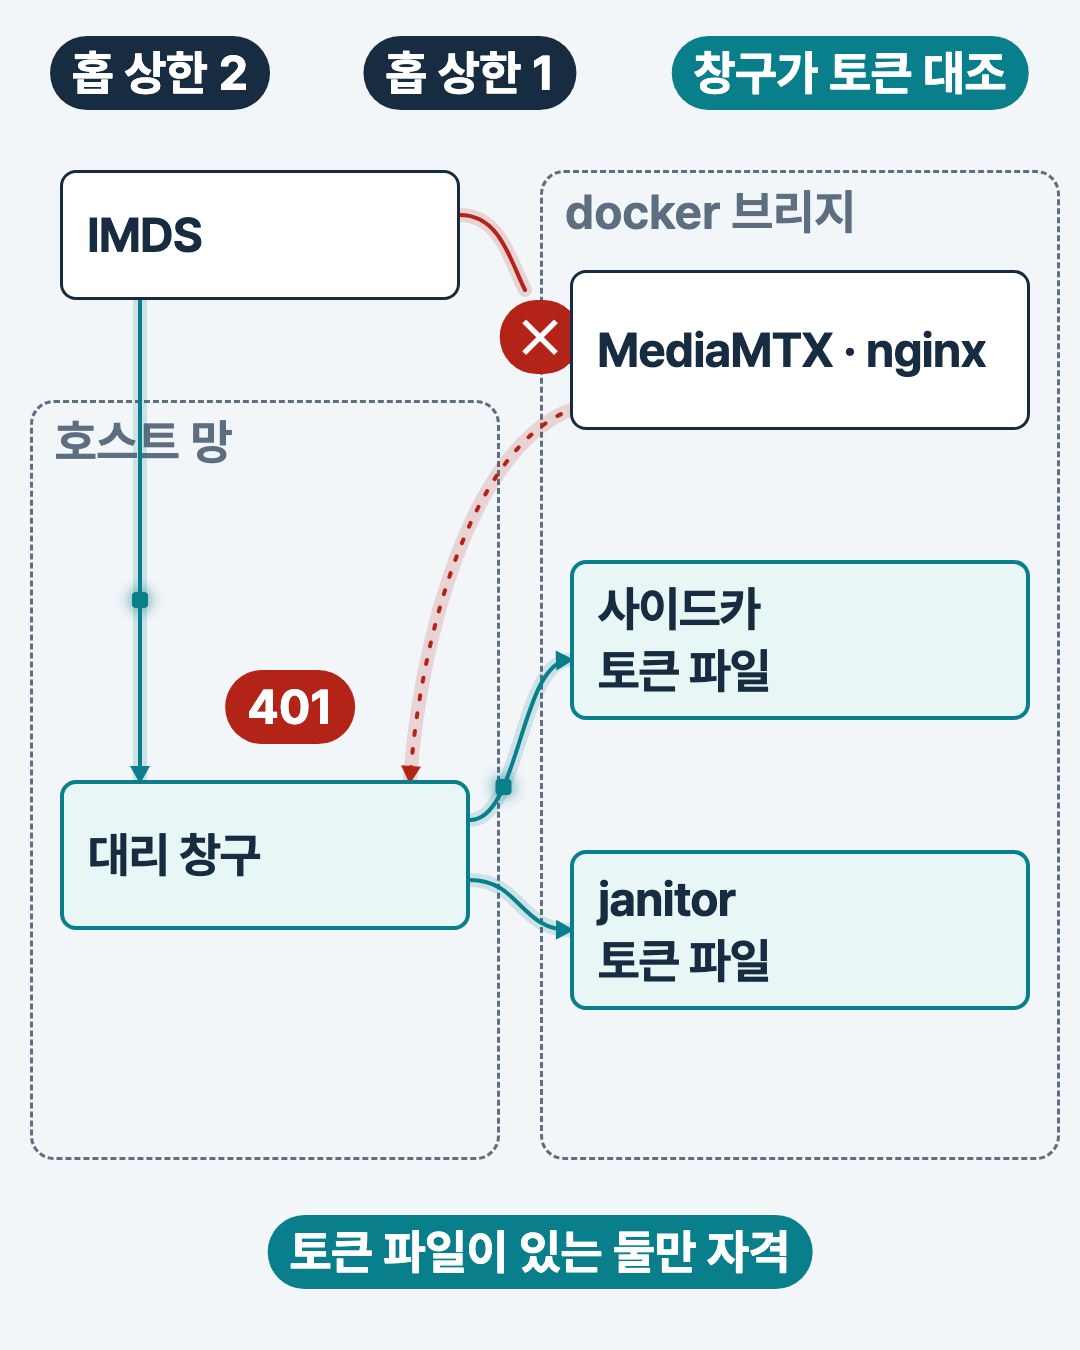 홉 상한 2
홉 상한 1
창구가 토큰 대조
IMDS
docker 브리지
MediaMTX · nginx
호스트 망
사이드카
토큰 파일
401
대리 창구
janitor
토큰 파일
토큰 파일이 있는 둘만 자격